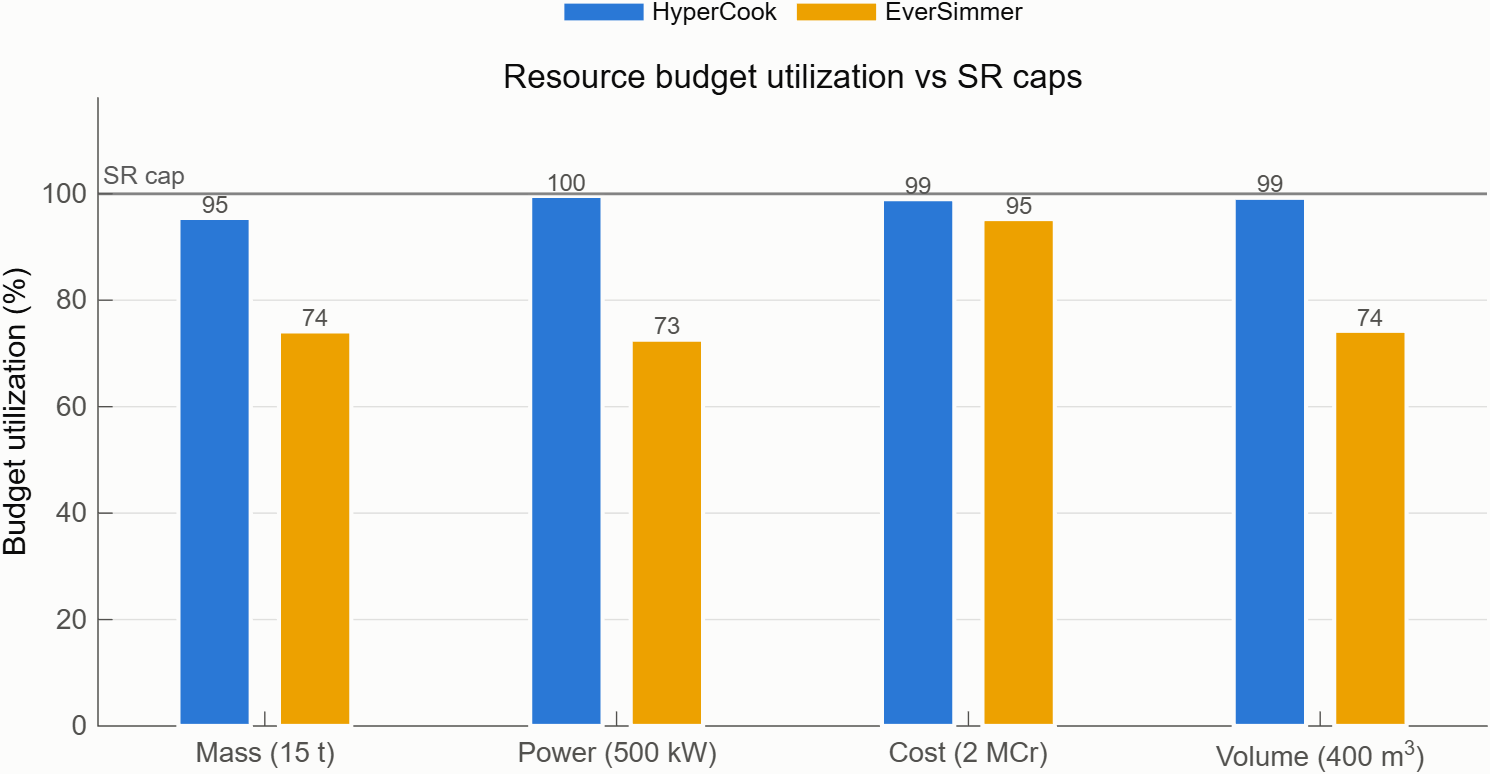 HyperCook EverSimmer
Resource budget utilization vs SR caps
Budget utilization (%)
SR cap
100
80
60
40
20
0
95
74
100
73
99
95
99
74
Mass (15 t) Power (500 kW) Cost (2 MCr) Volume (400 m³)